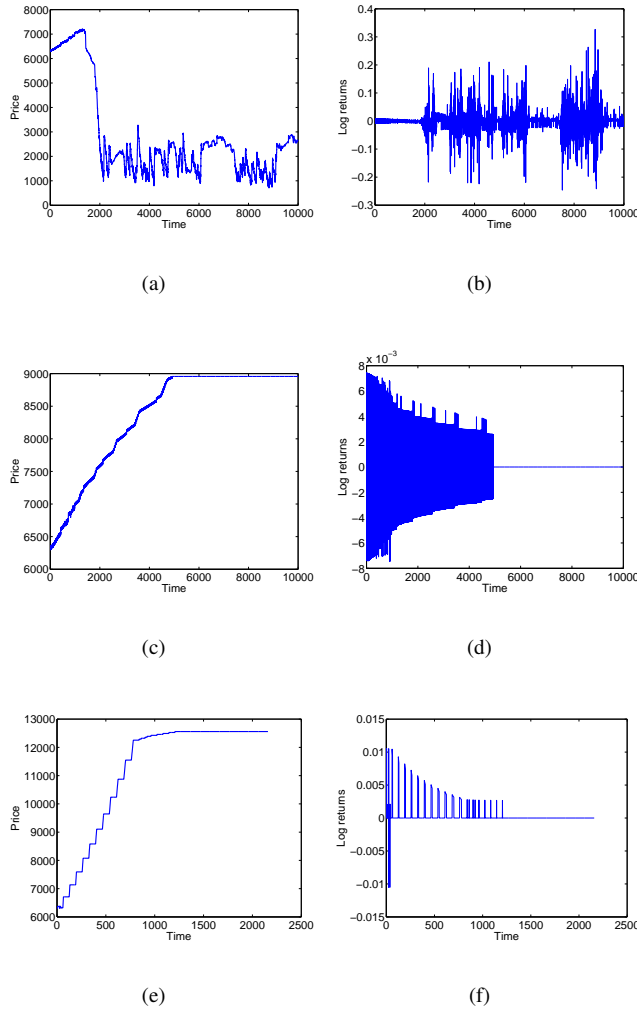 8000
7000
6000
5000
4000
3000
2000
1000
0
0 2000 4000 6000 8000 10000
Price
Time
0.4
0.3
0.2
0.1
0
−0.1
−0.2
−0.3
0 2000 4000 6000 8000 10000
Log returns
Time
(a)
(b)
9000
8500
8000
7500
7000
6500
6000
0 2000 4000 6000 8000 10000
Price
Time
x 10⁻³
8
6
4
2
0
−2
−4
−6
−8
0 2000 4000 6000 8000 10000
Log returns
Time
(c)
(d)
13000
12000
11000
10000
9000
8000
7000
6000
0 500 1000 1500 2000 2500
Price
Time
0.015
0.01
0.005
0
−0.005
−0.01
−0.015
0 500 1000 1500 2000 2500
Log returns
Time
(e)
(f)